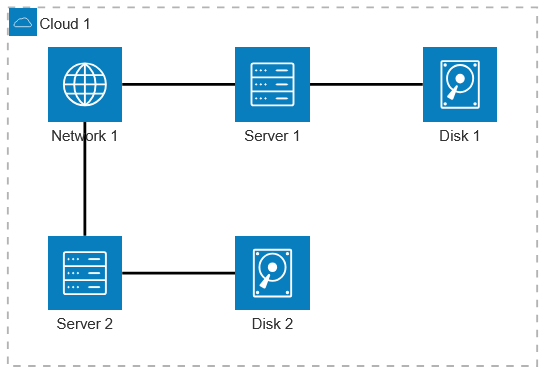 Cloud 1
Network 1
Server 1
Disk 1
Server 2
Disk 2